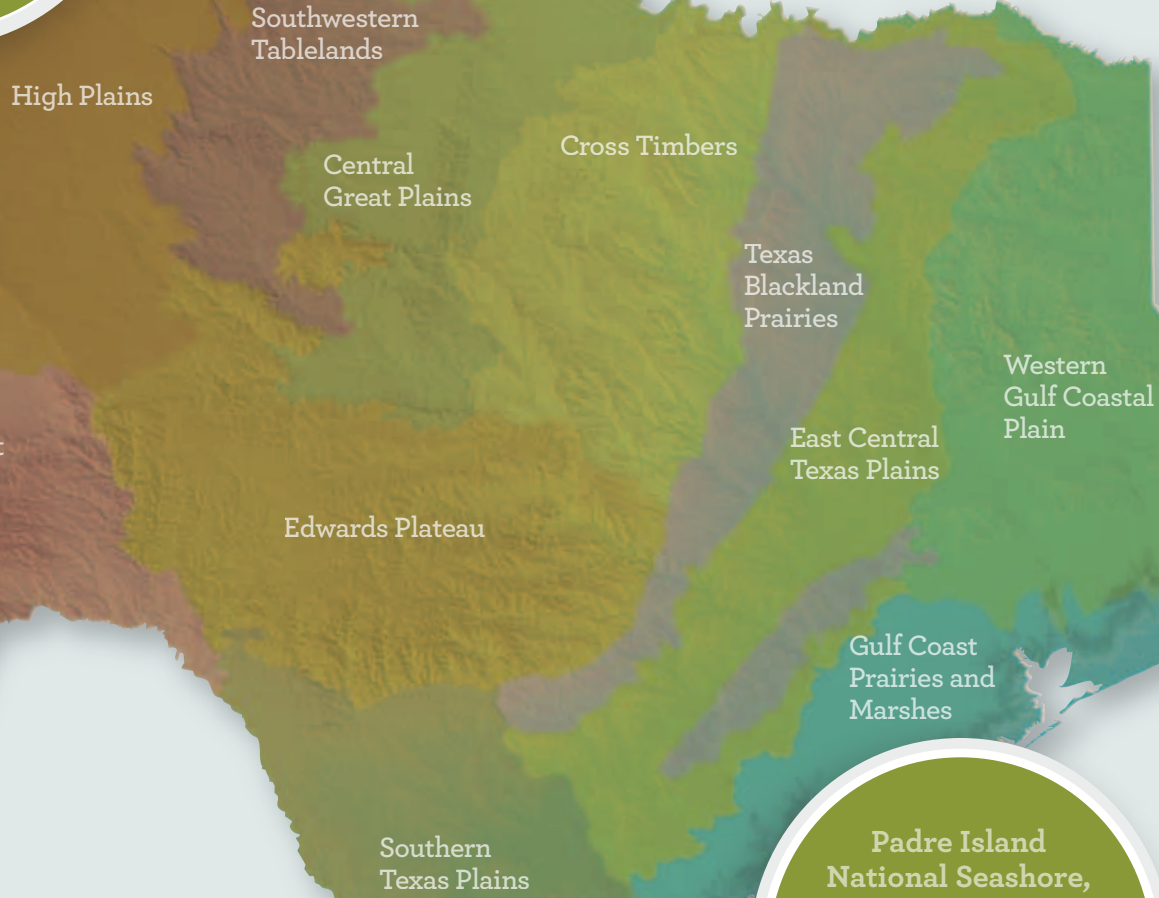 Southwestern
Tablelands
High Plains
Cross Timbers
Central
Great Plains
Texas
Blackland
Prairies
Western
Gulf Coastal
Plain
East Central
Texas Plains
t
Edwards Plateau
Gulf Coast
Prairies and
Marshes
Southern
Texas Plains
Padre Island
National Seashore,